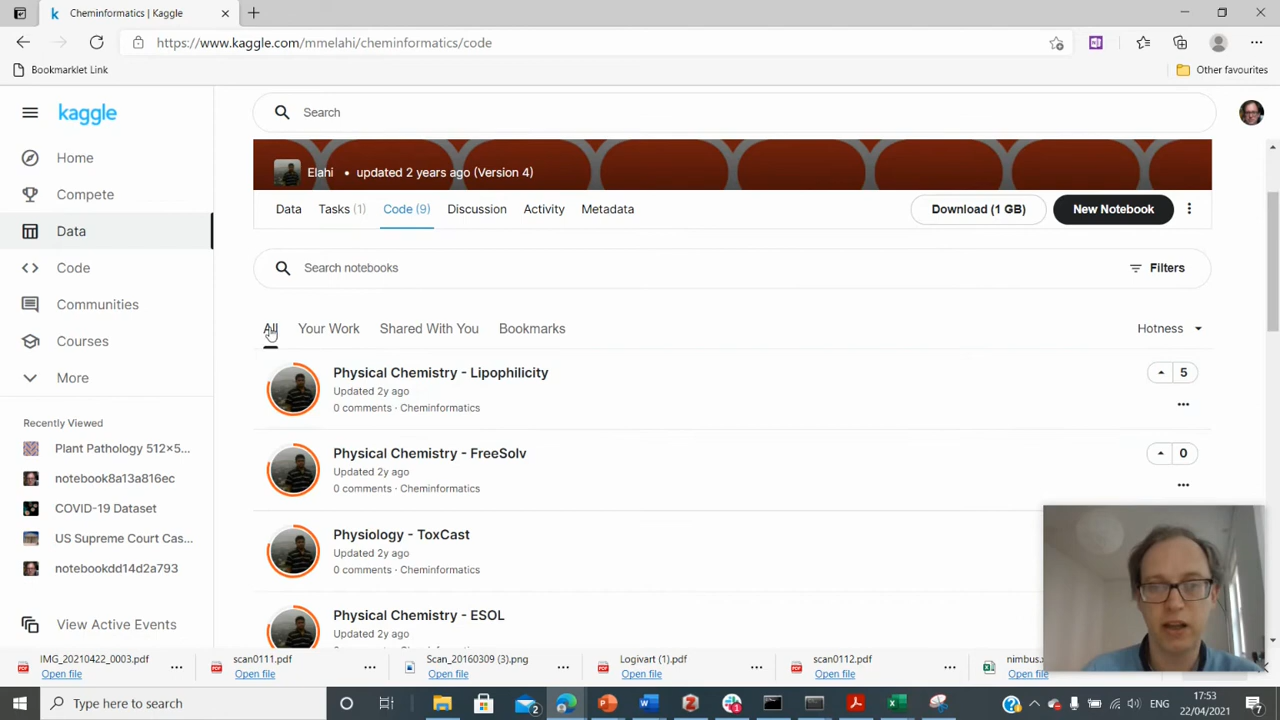 Cheminformatics | Kaggle
https://www.kaggle.com/mmelahi/cheminformatics/code
Bookmarklet Link
Other favourites
kaggle
Search
Home
Compete
Data
Code
Communities
Courses
More
Recently Viewed
Plant Pathology 512×5...
notebook8a13a816ec
COVID-19 Dataset
US Supreme Court Cas...
notebookdd14d2a793
View Active Events
Elahi • updated 2 years ago (Version 4)
Data Tasks (1) Code (9) Discussion Activity Metadata Download (1 GB) New Notebook
Search notebooks Filters
All Your Work Shared With You Bookmarks Hotness
Physical Chemistry - Lipophilicity
Updated 2y ago
0 comments · Cheminformatics
5
Physical Chemistry - FreeSolv
Updated 2y ago
0 comments · Cheminformatics
0
Physiology - ToxCast
Updated 2y ago
0 comments · Cheminformatics
Physical Chemistry - ESOL
Updated 2y ago
IMG_20210422_0003.pdf
Open file
scan0111.pdf
Open file
Scan_20160309 (3).png
Open file
Logivart (1).pdf
Open file
scan0112.pdf
Open file
nimbus.
Open file
Type here to search
2
17:53
22/04/2021
7